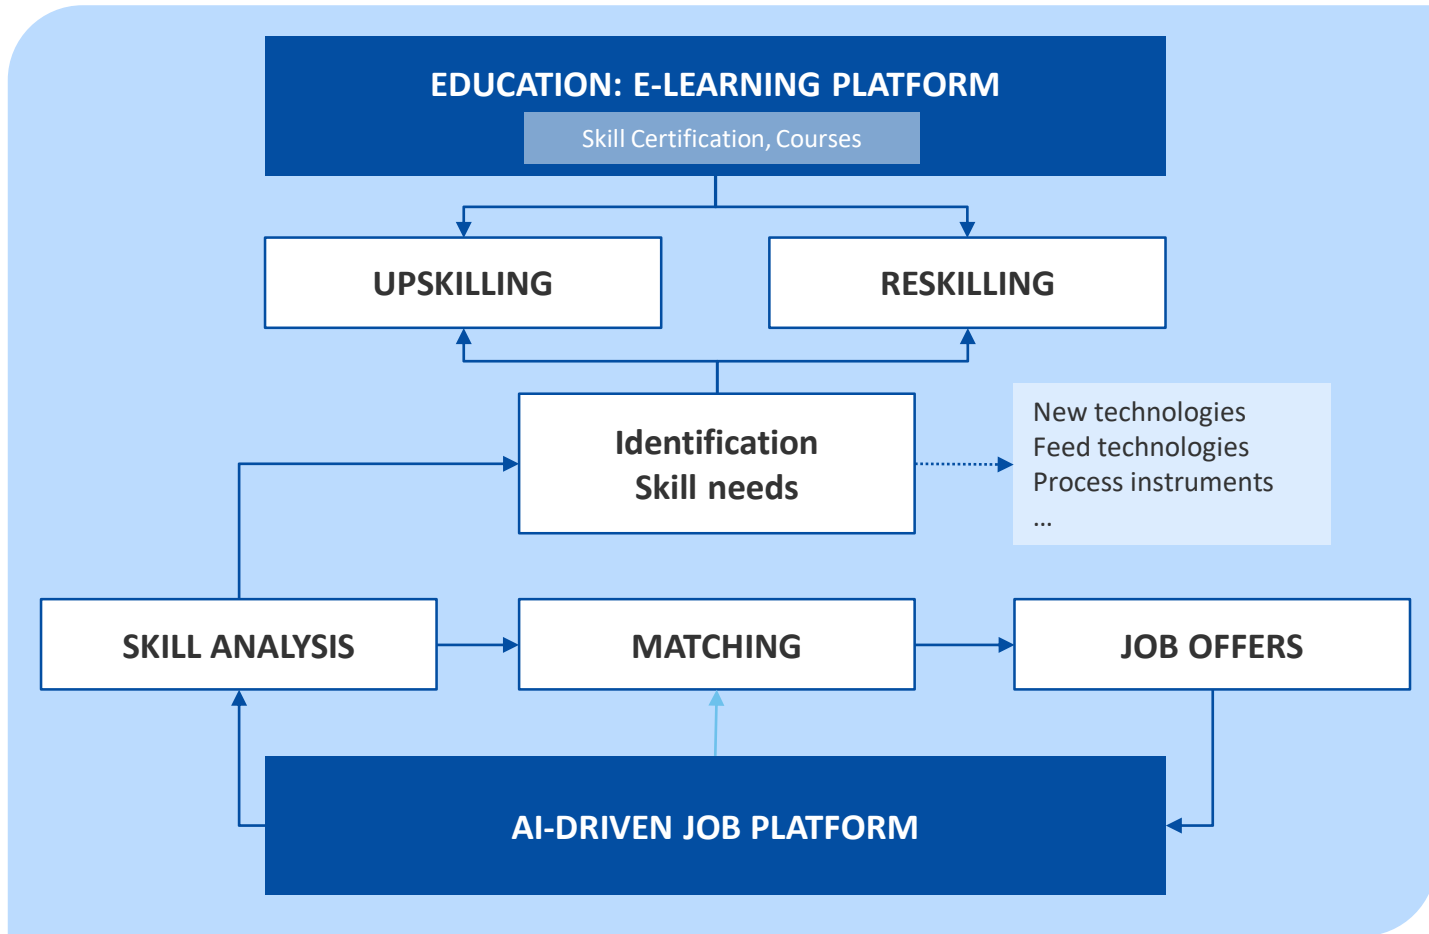 EDUCATION: E-LEARNING PLATFORM
Skill Certification, Courses
UPSKILLING
RESKILLING
Identification
Skill needs
New technologies
Feed technologies
Process instruments
...
SKILL ANALYSIS
MATCHING
JOB OFFERS
AI-DRIVEN JOB PLATFORM